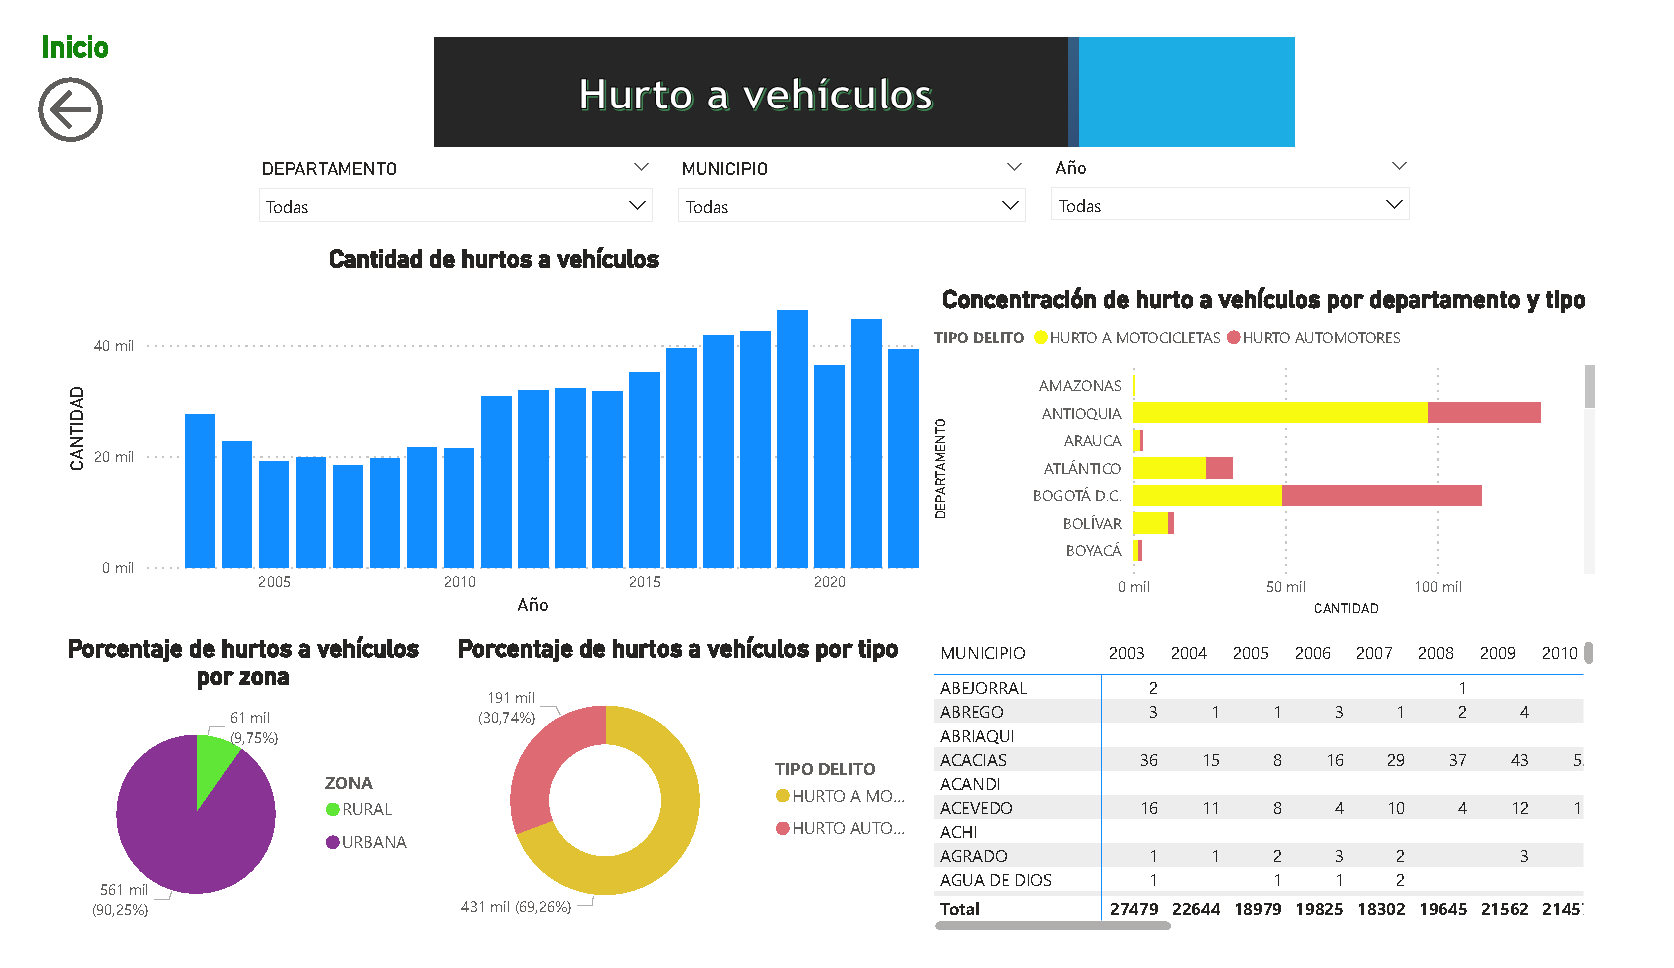 Inicio
Hurto a vehículos
DEPARTAMENTO
MUNICIPIO
Año
Todas
Todas
Todas
Cantidad de hurtos a vehículos
40 mil
20 mil
0 mil
CANTIDAD
2005 2010 2015 2020
Año
Concentración de hurto a vehículos por departamento y tipo
TIPO DELITO HURTO A MOTOCICLETAS HURTO AUTOMOTORES
DEPARTAMENTO
AMAZONAS
ANTIOQUIA
ARAUCA
ATLÁNTICO
BOGOTÁ D.C.
BOLÍVAR
BOYACÁ
0 mil 50 mil 100 mil
CANTIDAD
Porcentaje de hurtos a vehículos
por zona
61 mil
(9,75%)
561 mil
(90,25%)
ZONA
RURAL
URBANA
Porcentaje de hurtos a vehículos por tipo
191 mil
(30,74%)
431 mil (69,26%)
TIPO DELITO
HURTO A MO...
HURTO AUTO...
MUNICIPIO 2003 2004 2005 2006 2007 2008 2009 2010
ABEJORRAL 2 1
ABREGO 3 1 1 3 1 2 4
ABRIAQUI
ACACIAS 36 15 8 16 29 37 43 5
ACANDI
ACEVEDO 16 11 8 4 10 4 12 1
ACHI
AGRADO 1 1 2 3 2 3
AGUA DE DIOS 1 1 1 2
Total 27479 22644 18979 19825 18302 19645 21562 2145